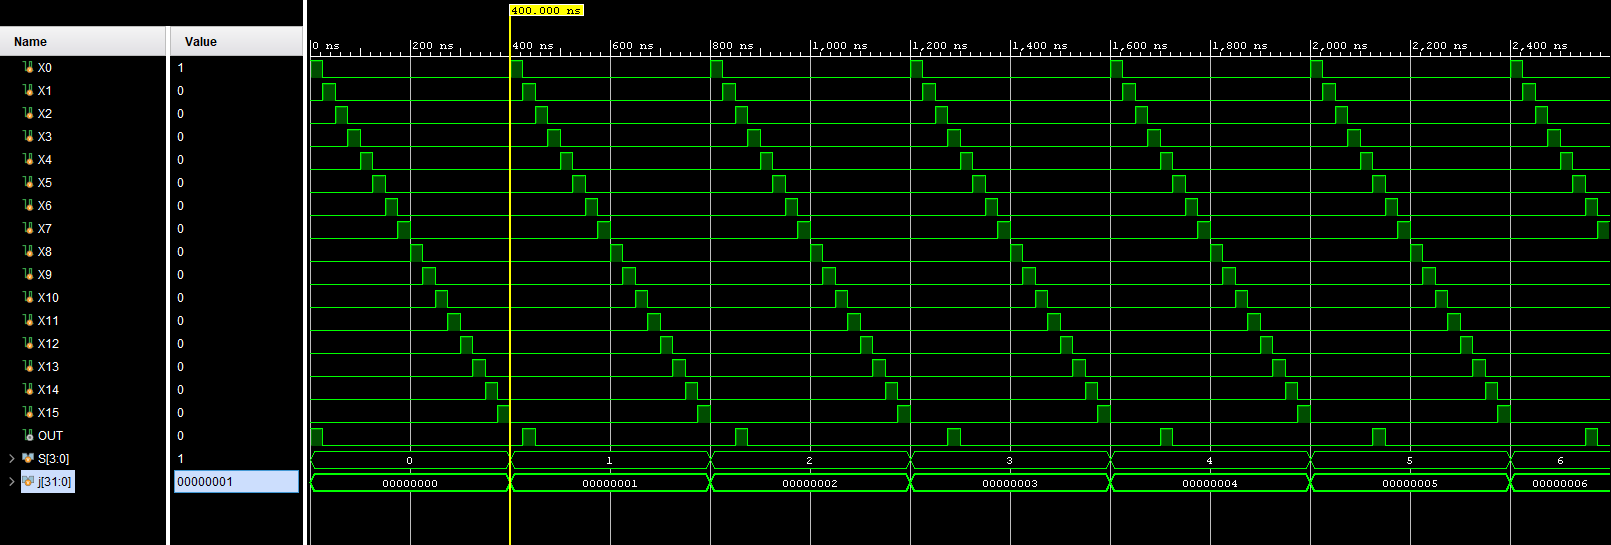 400.000 ns
Name Value
0 ns 200 ns 400 ns 600 ns 800 ns 1,000 ns 1,200 ns 1,400 ns 1,600 ns 1,800 ns 2,000 ns 2,200 ns 2,400 ns
X0 1
X1 0
X2 0
X3 0
X4 0
X5 0
X6 0
X7 0
X8 0
X9 0
X10 0
X11 0
X12 0
X13 0
X14 0
X15 0
OUT 0
S[3:0] 1 0 1 2 3 4 5 6
j[31:0] 00000001 00000000 00000001 00000002 00000003 00000004 00000005 00000006